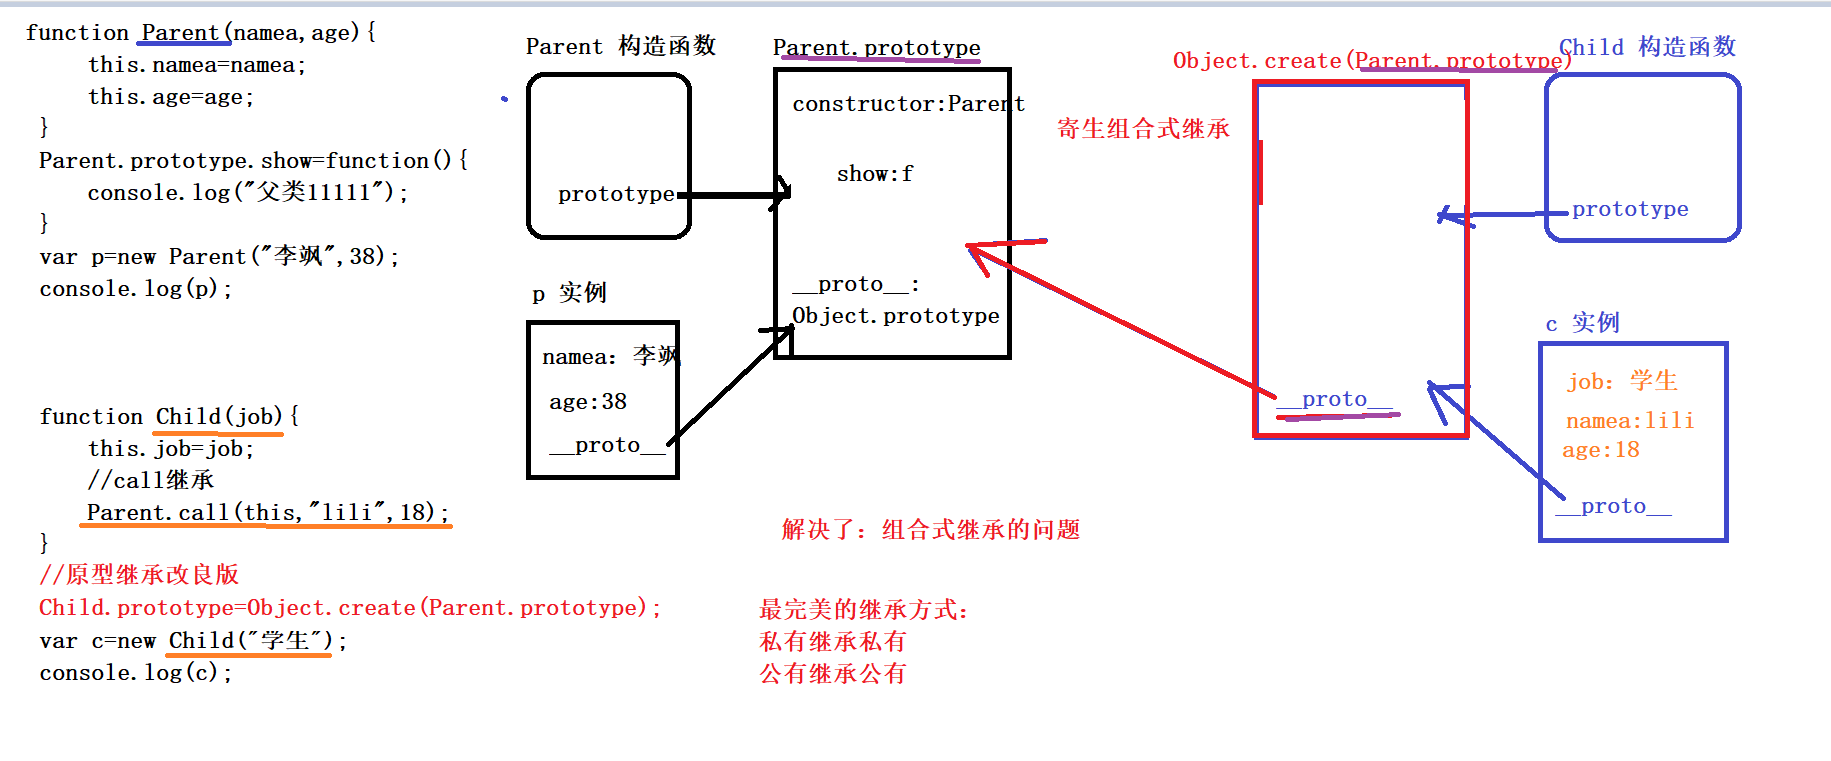 function Parent(namea,age){
this.namea=namea;
this.age=age;
}
Parent.prototype.show=function(){
console.log("父类11111");
}
var p=new Parent("李飒",38);
console.log(p);
function Child(job){
this.job=job;
//call继承
Parent.call(this,"lili",18);
}
//原型继承改良版
Child.prototype=Object.create(Parent.prototype);
var c=new Child("学生");
console.log(c);
Parent 构造函数
prototype
p 实例
namea: 李飒
age:38
__proto__
Parent.prototype
constructor:Parent
show:f
__proto__:
Object.prototype
寄生组合式继承
Object.create(Parent.prototype)
__proto__
Child 构造函数
prototype
c 实例
job: 学生
namea:lili
age:18
__proto__
解决了: 组合式继承的问题
最完美的继承方式:
私有继承私有
公有继承公有